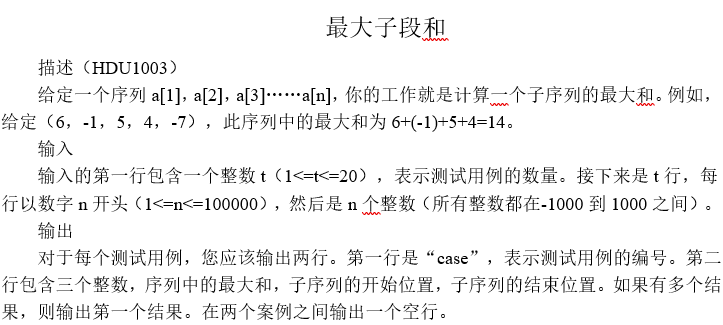 最大子段和
描述（HDU1003）
给定一个序列 a[1]，a[2]，a[3]……a[n]，你的工作就是计算一个子序列的最大和。例如，
给定（6，-1，5，4，-7），此序列中的最大和为 6+(-1)+5+4=14。
输入
输入的第一行包含一个整数 t（1<=t<=20），表示测试用例的数量。接下来是 t 行，每
行以数字 n 开头（1<=n<=100000），然后是 n 个整数（所有整数都在-1000 到 1000 之间）。
输出
对于每个测试用例，您应该输出两行。第一行是“case”，表示测试用例的编号。第二
行包含三个整数，序列中的最大和，子序列的开始位置，子序列的结束位置。如果有多个结
果，则输出第一个结果。在两个案例之间输出一个空行。